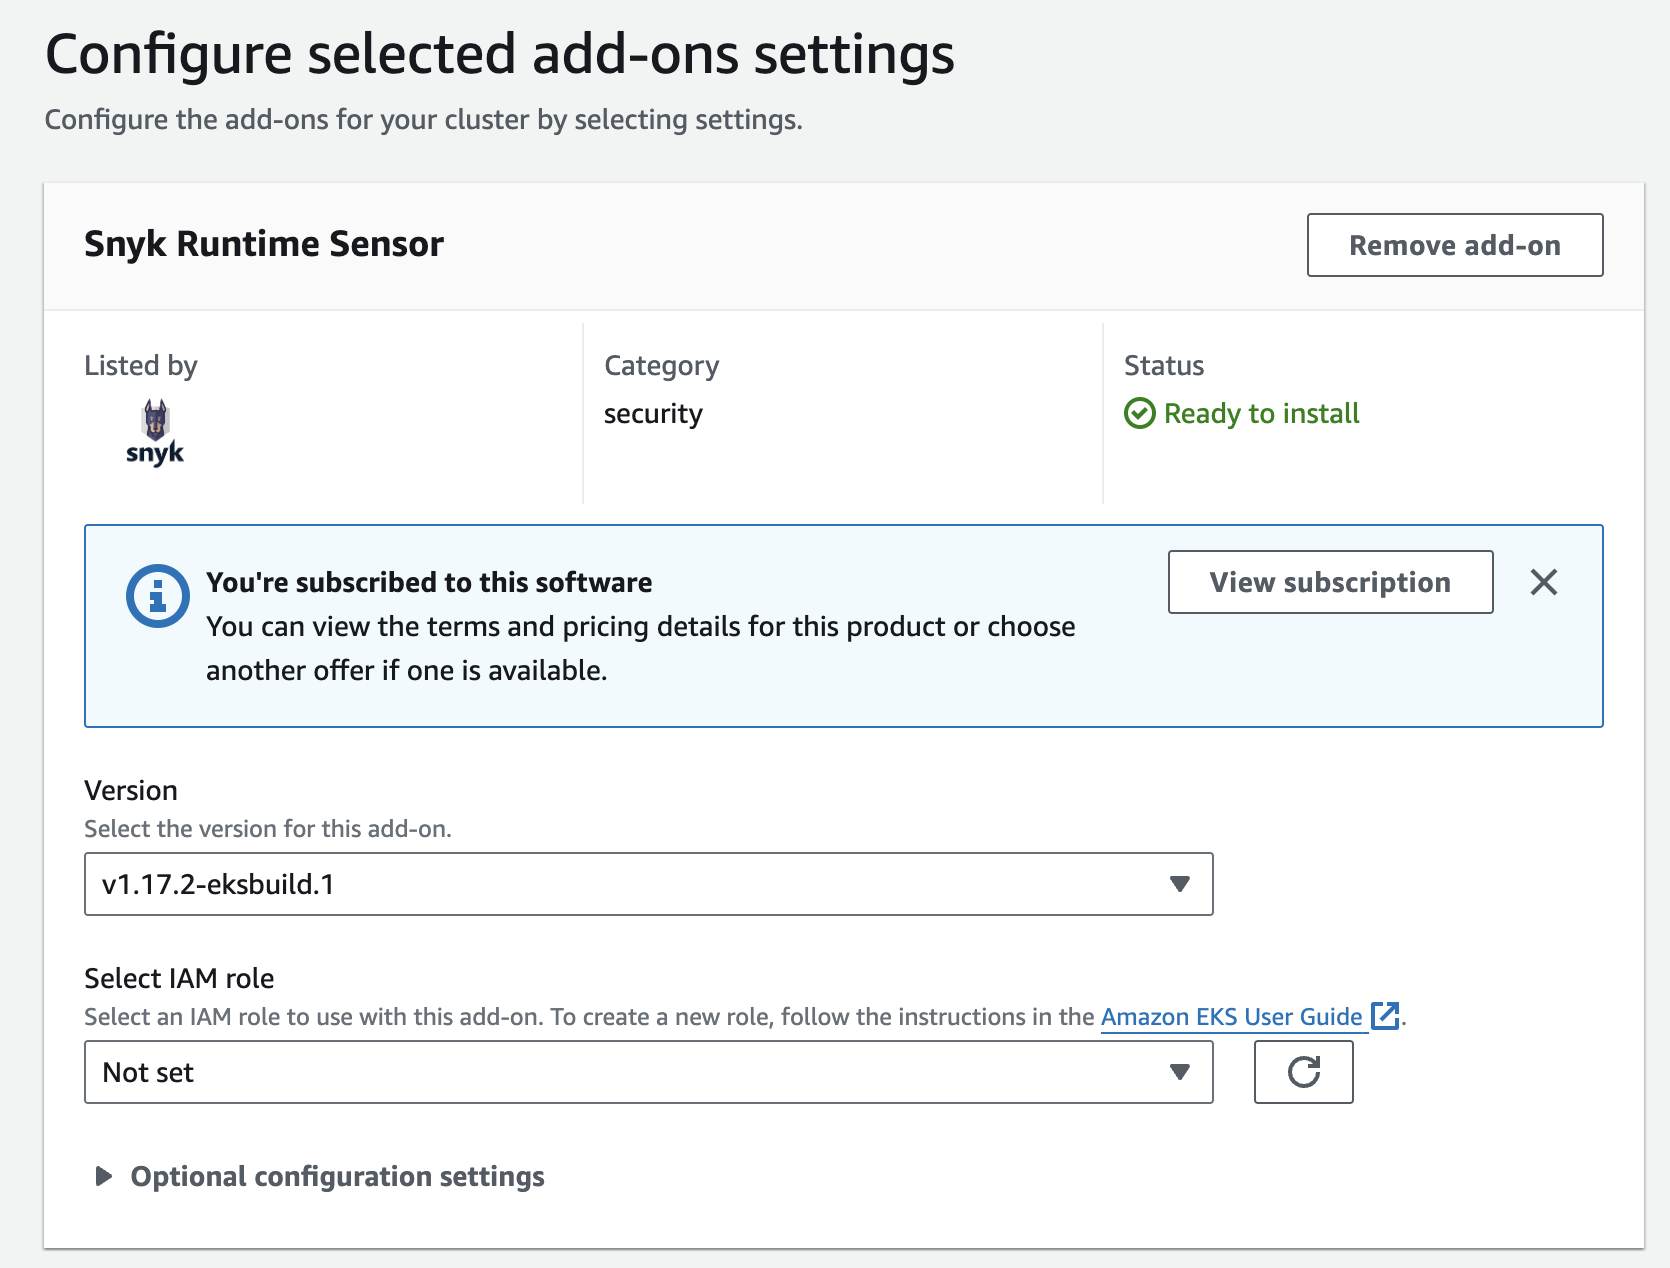 Configure selected add-ons settings
Configure the add-ons for your cluster by selecting settings.
Snyk Runtime Sensor
Remove add-on
Listed by
snyk
Category
security
Status
Ready to install
You're subscribed to this software
You can view the terms and pricing details for this product or choose
another offer if one is available.
View subscription
Version
Select the version for this add-on.
v1.17.2-eksbuild.1
Select IAM role
Select an IAM role to use with this add-on. To create a new role, follow the instructions in the Amazon EKS User Guide .
Not set
Optional configuration settings